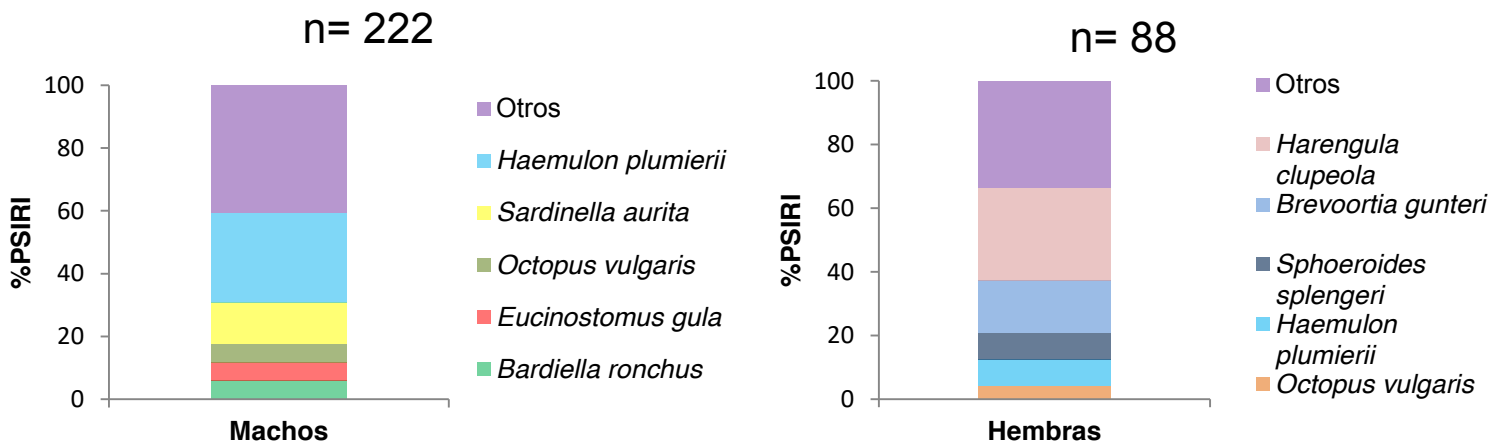 n= 222
100
80
60
40
20
0
%PSIRI
Machos
Otros
Haemulon plumierii
Sardinella aurita
Octopus vulgaris
Eucinostomus gula
Bardiella ronchus
n= 88
100
80
60
40
20
0
%PSIRI
Hembras
Otros
Harengula
clupeola
Brevoortia gunteri
Sphoeroides
splengeri
Haemulon
plumierii
Octopus vulgaris